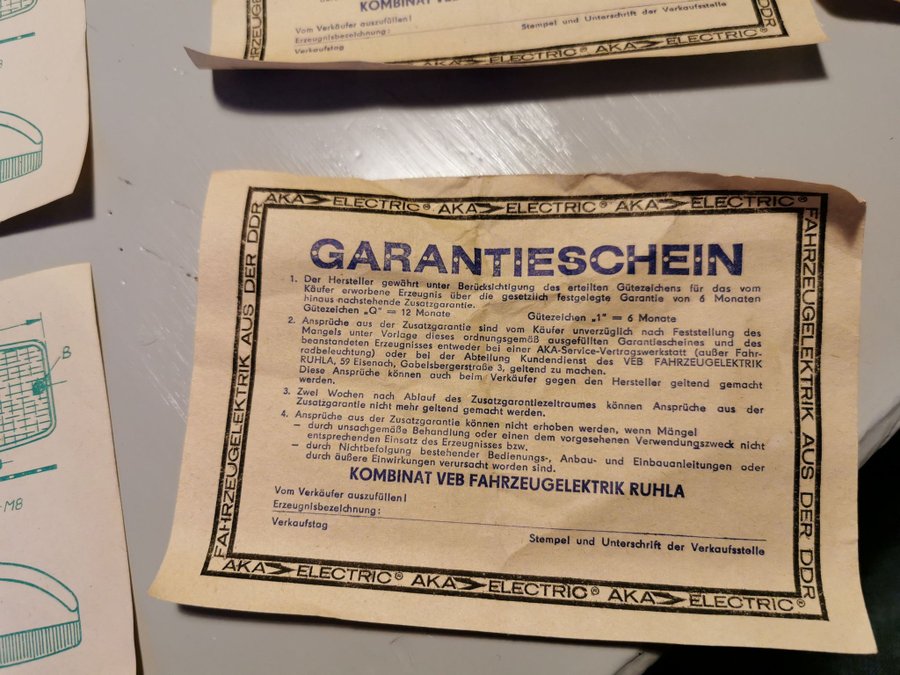 KOMBINAT VEB
Vom Verkäufer auszufüllen!
Erzeugnisbezeichnung:
Stempel und Unterschrift der Verkaufsstelle
Verkaufstag
ELECTRIC® AKA ELECTRIC
DDR
AKA ELECTRIC® AKA ELECTRIC® AKA ELECTRIC® AKA ELECTRIC®
FAHRZEUGELEKTRIK AUS DER DDR
FAHRZEUGELEKTRIK AUS DER DDR
GARANTIESCHEIN
1. Der Hersteller gewährt unter Berücksichtigung des erteilten Gütezeichens für das vom
Käufer erworbene Erzeugnis über die gesetzlich festgelegte Garantie von 6 Monaten
hinaus nachstehende Zusatzgarantie.
Gütezeichen „Q" = 12 Monate Gütezeichen „1" = 6 Monate
2. Ansprüche aus der Zusatzgarantie sind vom Käufer unverzüglich nach Feststellung des
Mangels unter Vorlage dieses ordnungsgemäß ausgefüllten Garantiescheines und des
beanstandeten Erzeugnisses entweder bei einer AKA-Service-Vertragswerkstatt (außer Fahr-
radbeleuchtung) oder bei der Abteilung Kundendienst des VEB FAHRZEUGELEKTRIK
RUHLA, 59 Eisenach, Gabelsbergerstraße 3, geltend zu machen.
Diese Ansprüche können auch beim Verkäufer gegen den Hersteller geltend gemacht
werden.
3. Zwei Wochen nach Ablauf des Zusatzgarantiezeitraumes können Ansprüche aus der
Zusatzgarantie nicht mehr geltend gemacht werden.
4. Ansprüche aus der Zusatzgarantie können nicht erhoben werden, wenn Mängel
– durch unsachgemäße Behandlung oder einen dem vorgesehenen Verwendungszweck nicht
entsprechenden Einsatz des Erzeugnisses bzw.
– durch Nichtbefolgung bestehender Bedienungs-, Anbau- und Einbauanleitungen oder
durch äußere Einwirkungen verursacht worden sind.
KOMBINAT VEB FAHRZEUGELEKTRIK RUHLA
Vom Verkäufer auszufüllen!
Erzeugnisbezeichnung:
Verkaufstag
Stempel und Unterschrift der Verkaufsstelle
AKA ELECTRIC® AKA ELECTRIC® AKA ELECTRIC®
B
-MB